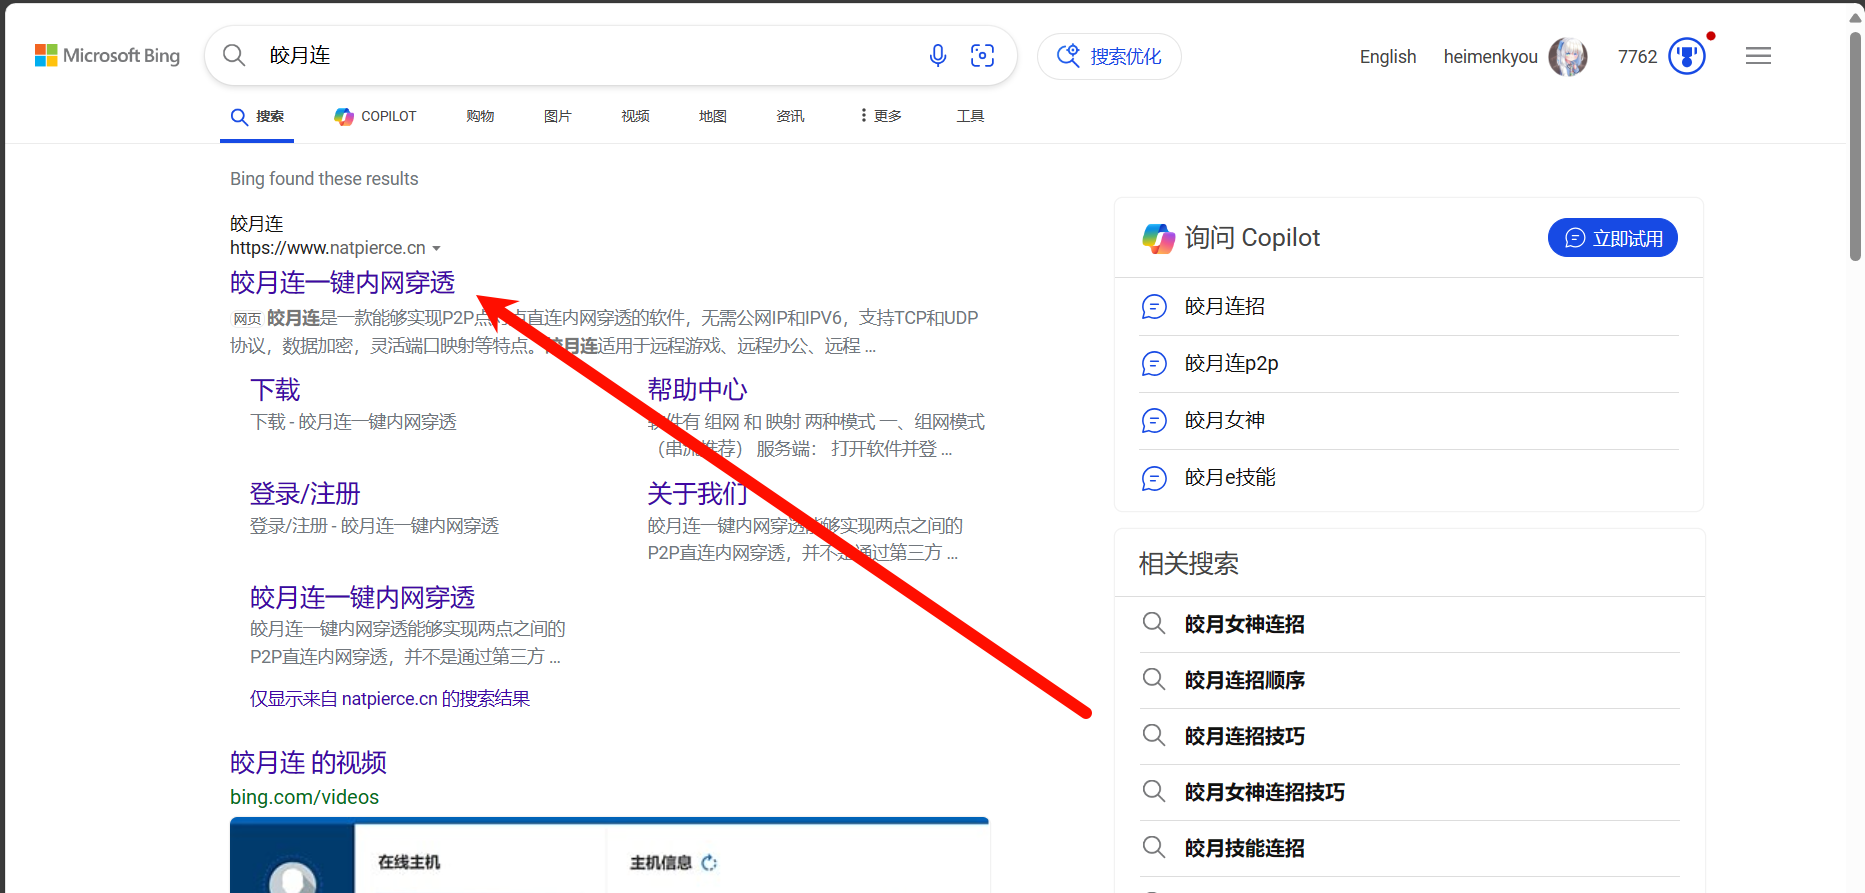 Microsoft Bing
皎月连
搜索优化
English
heimenkyou
7762
搜索
COPILOT
购物
图片
视频
地图
资讯
更多
工具
Bing found these results
皎月连
https://www.natpierce.cn
皎月连一键内网穿透
网页 皎月连是一款能够实现P2P点对点直连内网穿透的软件，无需公网IP和IPV6，支持TCP和UDP
协议，数据加密，灵活端口映射等特点。皎月连适用于远程游戏、远程办公、远程 ...
下载
下载 - 皎月连一键内网穿透
帮助中心
软件有 组网 和 映射 两种模式 一、组网模式
（串流推荐） 服务端： 打开软件并登 ...
登录/注册
登录/注册 - 皎月连一键内网穿透
关于我们
皎月连一键内网穿透能够实现两点之间的
P2P直连内网穿透，并不是通过第三方 ...
皎月连一键内网穿透
皎月连一键内网穿透能够实现两点之间的
P2P直连内网穿透，并不是通过第三方 ...
仅显示来自 natpierce.cn 的搜索结果
皎月连 的视频
bing.com/videos
在线主机
主机信息
询问 Copilot
立即试用
皎月连招
皎月连p2p
皎月女神
皎月e技能
相关搜索
皎月女神连招
皎月连招顺序
皎月连招技巧
皎月女神连招技巧
皎月技能连招